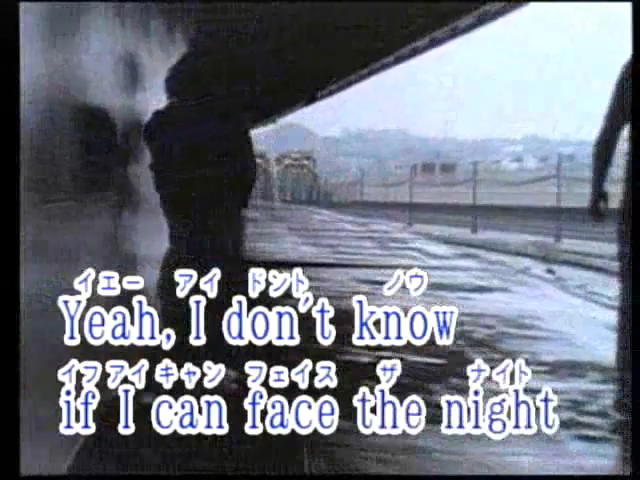 イエー アイ ドント ノウ
Yeah, I don't know
イフ アイ キャン フェイス ザ ナイト
if I can face the night